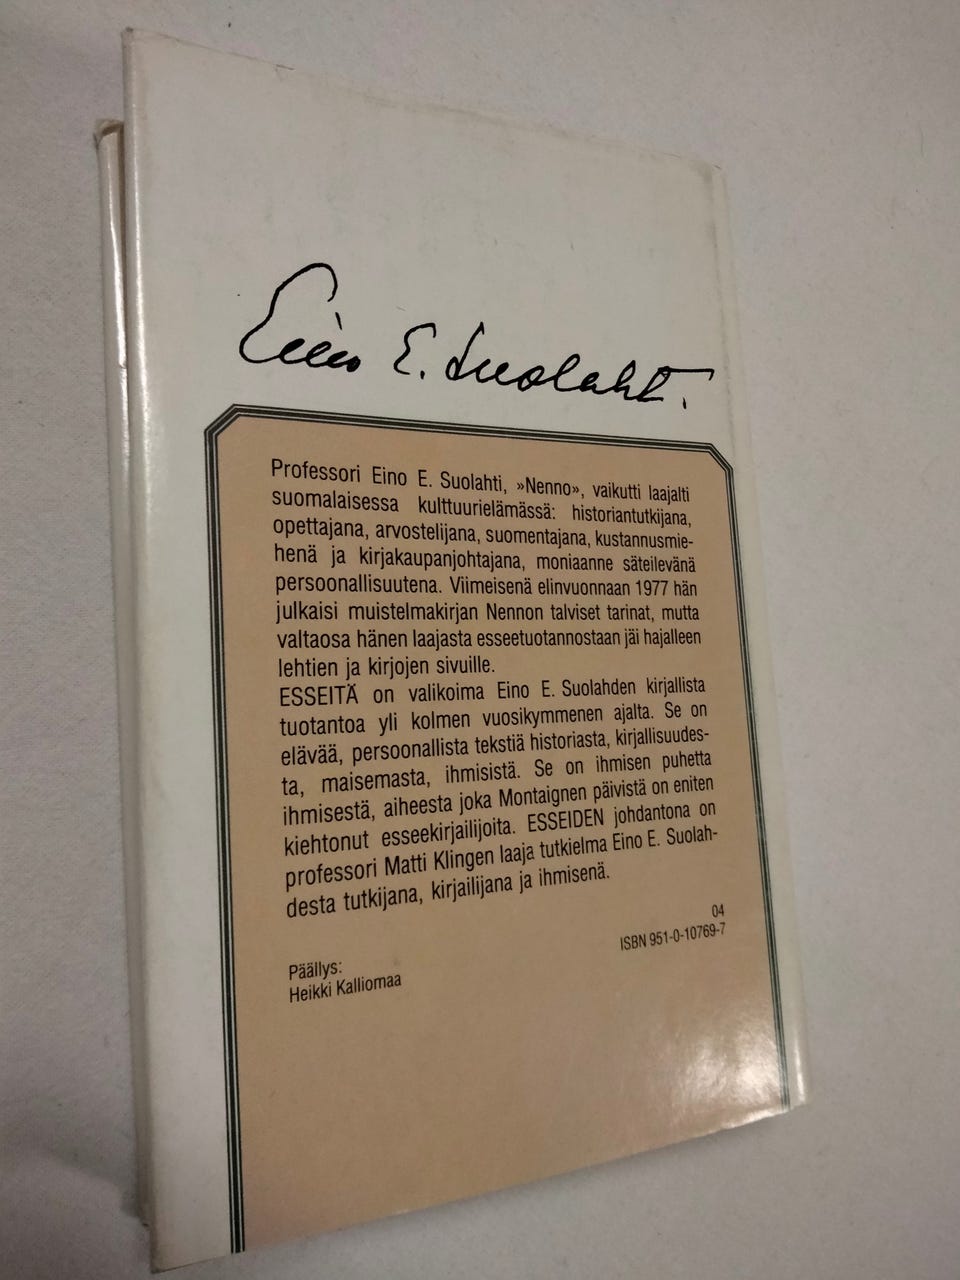 Eino E. Suolahti.
Professori Eino E. Suolahti, »Nenno», vaikutti laajalti
suomalaisessa kulttuurielämässä: historiantutkijana,
opettajana, arvostelijana, suomentajana, kustannusmie-
henä ja kirjakaupanjohtajana, moniaanne säteilevänä
persoonallisuutena. Viimeisenä elinvuonnaan 1977 hän
julkaisi muistelmakirjan Nennon talviset tarinat, mutta
valtaosa hänen laajasta esseetuotannostaan jäi hajalleen
lehtien ja kirjojen sivuille.
ESSEITÄ on valikoima Eino E. Suolahden kirjallista
tuotantoa yli kolmen vuosikymmenen ajalta. Se on
elävää, persoonallista tekstiä historiasta, kirjallisuudes-
ta, maisemasta, ihmisistä. Se on ihmisen puhetta
ihmisestä, aiheesta joka Montaignen päivistä on eniten
kiehtonut esseekirjailijoita. ESSEIDEN johdantona on
professori Matti Klingen laaja tutkielma Eino E. Suolah-
desta tutkijana, kirjailijana ja ihmisenä.
04
ISBN 951-0-10769-7
Päällys:
Heikki Kalliomaa